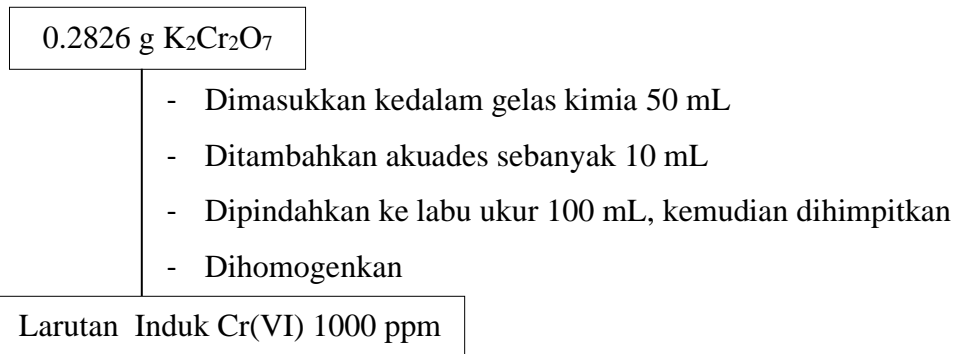 0.2826 g K₂Cr₂O₇
- Dimasukkan kedalam gelas kimia 50 mL
- Ditambahkan akuades sebanyak 10 mL
- Dipindahkan ke labu ukur 100 mL, kemudian dihimpitkan
- Dihomogenkan
Larutan Induk Cr(VI) 1000 ppm